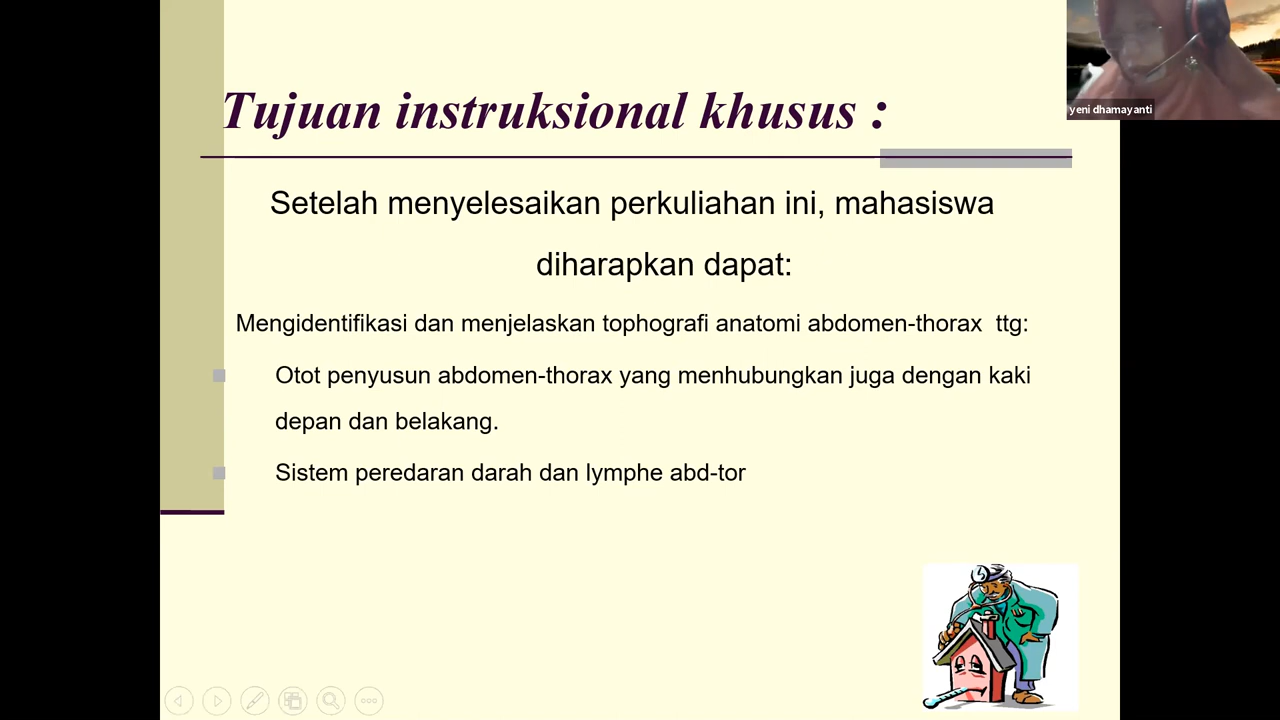 Tujuan instruksional khusus :
Setelah menyelesaikan perkuliahan ini, mahasiswa
diharapkan dapat:
Mengidentifikasi dan menjelaskan tophografi anatomi abdomen-thorax ttg:
Otot penyusun abdomen-thorax yang menhubungkan juga dengan kaki
depan dan belakang.
Sistem peredaran darah dan lymphe abd-tor
yeni dhamayanti